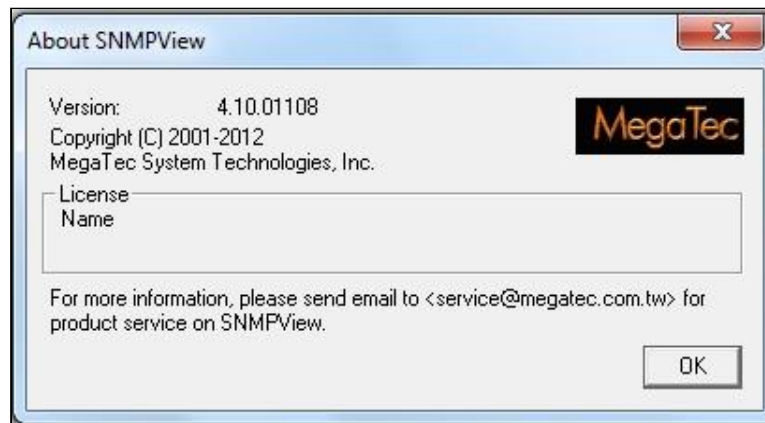 About SNMPView
Version: 4.10.01108
Copyright (C) 2001-2012
MegaTec System Technologies, Inc.
MegaTec
License
Name
For more information, please send email to <service@megatec.com.tw> for
product service on SNMPView.
OK